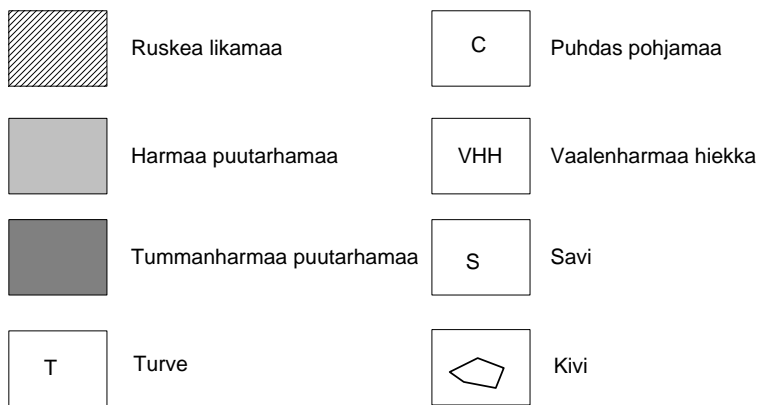 Ruskea likamaa
C Puhdas pohjamaa
Harmaa puutarhamaa
VHH Vaalenharmaa hiekka
Tummanharmaa puutarhamaa
S Savi
T Turve
Kivi